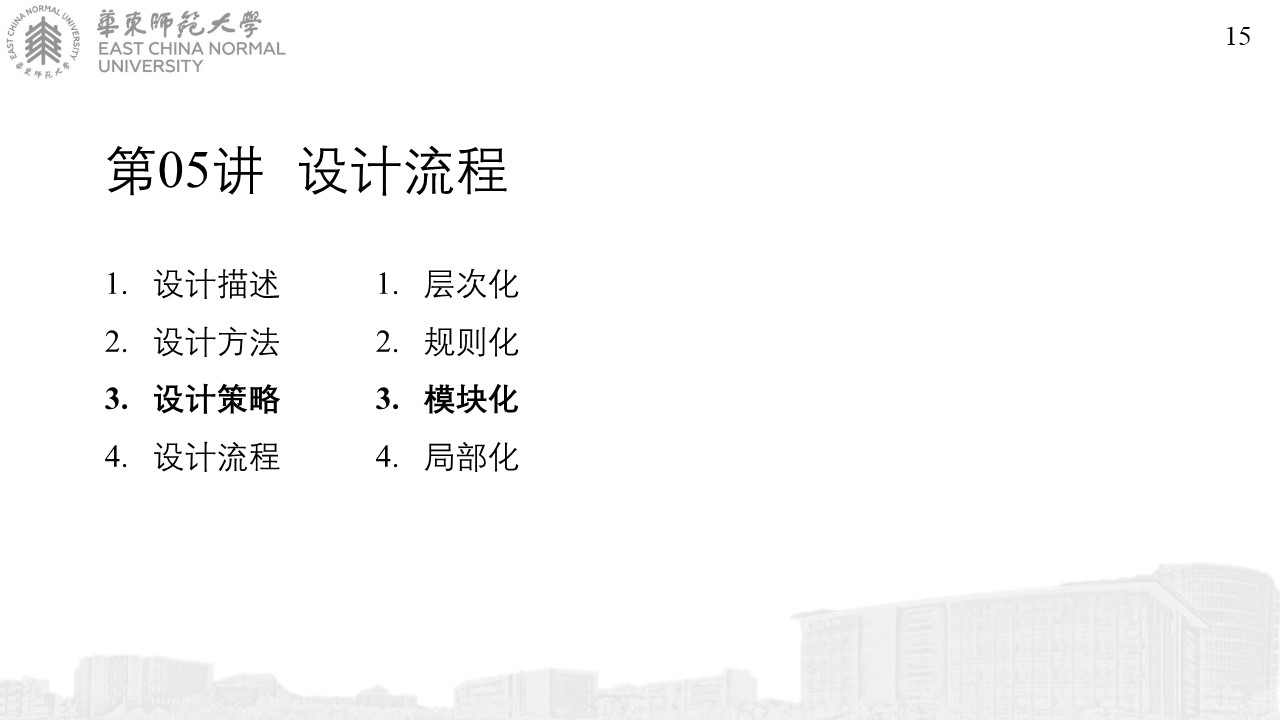 EAST CHINA NORMAL UNIVERSITY
華東師範大學
華東師範大學
EAST CHINA NORMAL
UNIVERSITY
15
第05讲 设计流程
1. 设计描述
2. 设计方法
3. 设计策略
4. 设计流程
1. 层次化
2. 规则化
3. 模块化
4. 局部化